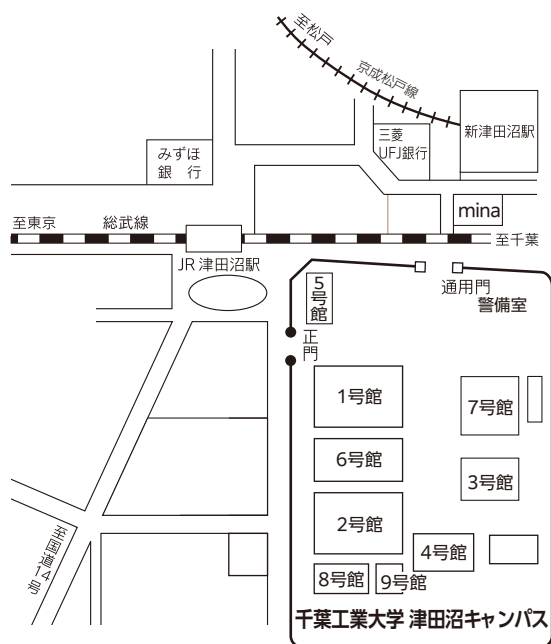 至松戸
京成松戸線
三菱
UFJ銀行
新津田沼駅
みずほ
銀 行
mina
至東京
総武線
至千葉
JR 津田沼駅
通用門
警備室
5号館
正門
1号館
7号館
6号館
3号館
2号館
4号館
8号館
9号館
至国道14号
千葉工業大学 津田沼キャンパス